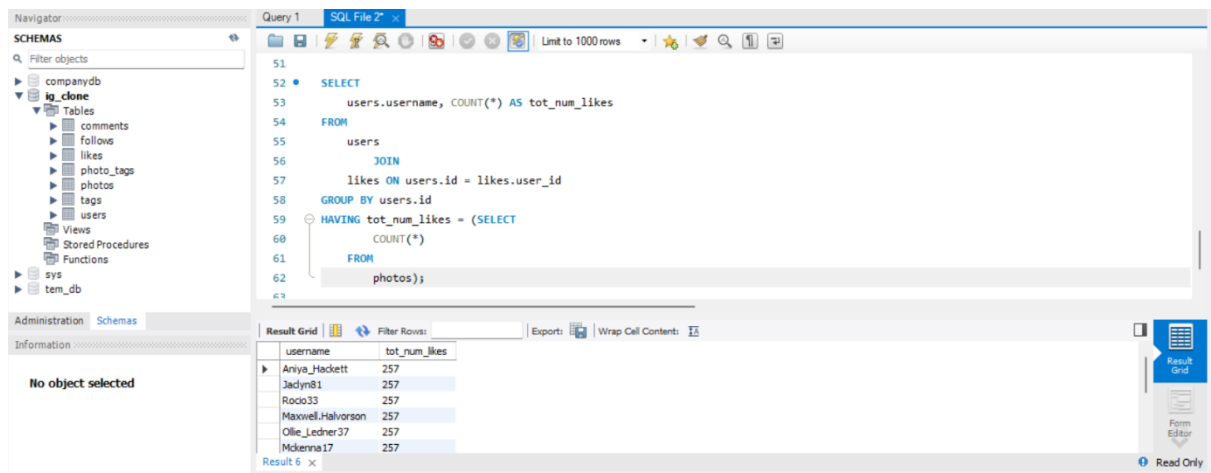 Navigator
SCHEMAS
Filter objects
companydb
ig_clone
Tables
comments
follows
likes
photo_tags
photos
tags
users
Views
Stored Procedures
Functions
sys
tem_db
Administration Schemas
Information
No object selected
Query 1 SQL File 2* ×
Limit to 1000 rows
51
52 SELECT
53 users.username, COUNT(*) AS tot_num_likes
54 FROM
55 users
56 JOIN
57 likes ON users.id = likes.user_id
58 GROUP BY users.id
59 HAVING tot_num_likes = (SELECT
60 COUNT(*)
61 FROM
62 photos);
63
Result Grid Filter Rows: Export: Wrap Cell Content: IA
username tot_num_likes
Aniya_Hackett 257
Jaclyn81 257
Rocio33 257
Maxwell.Halvorson 257
Ollie_Ledner37 257
Mckenna17 257
Result 6 ×
Result
Grid
Form
Editor
Read Only